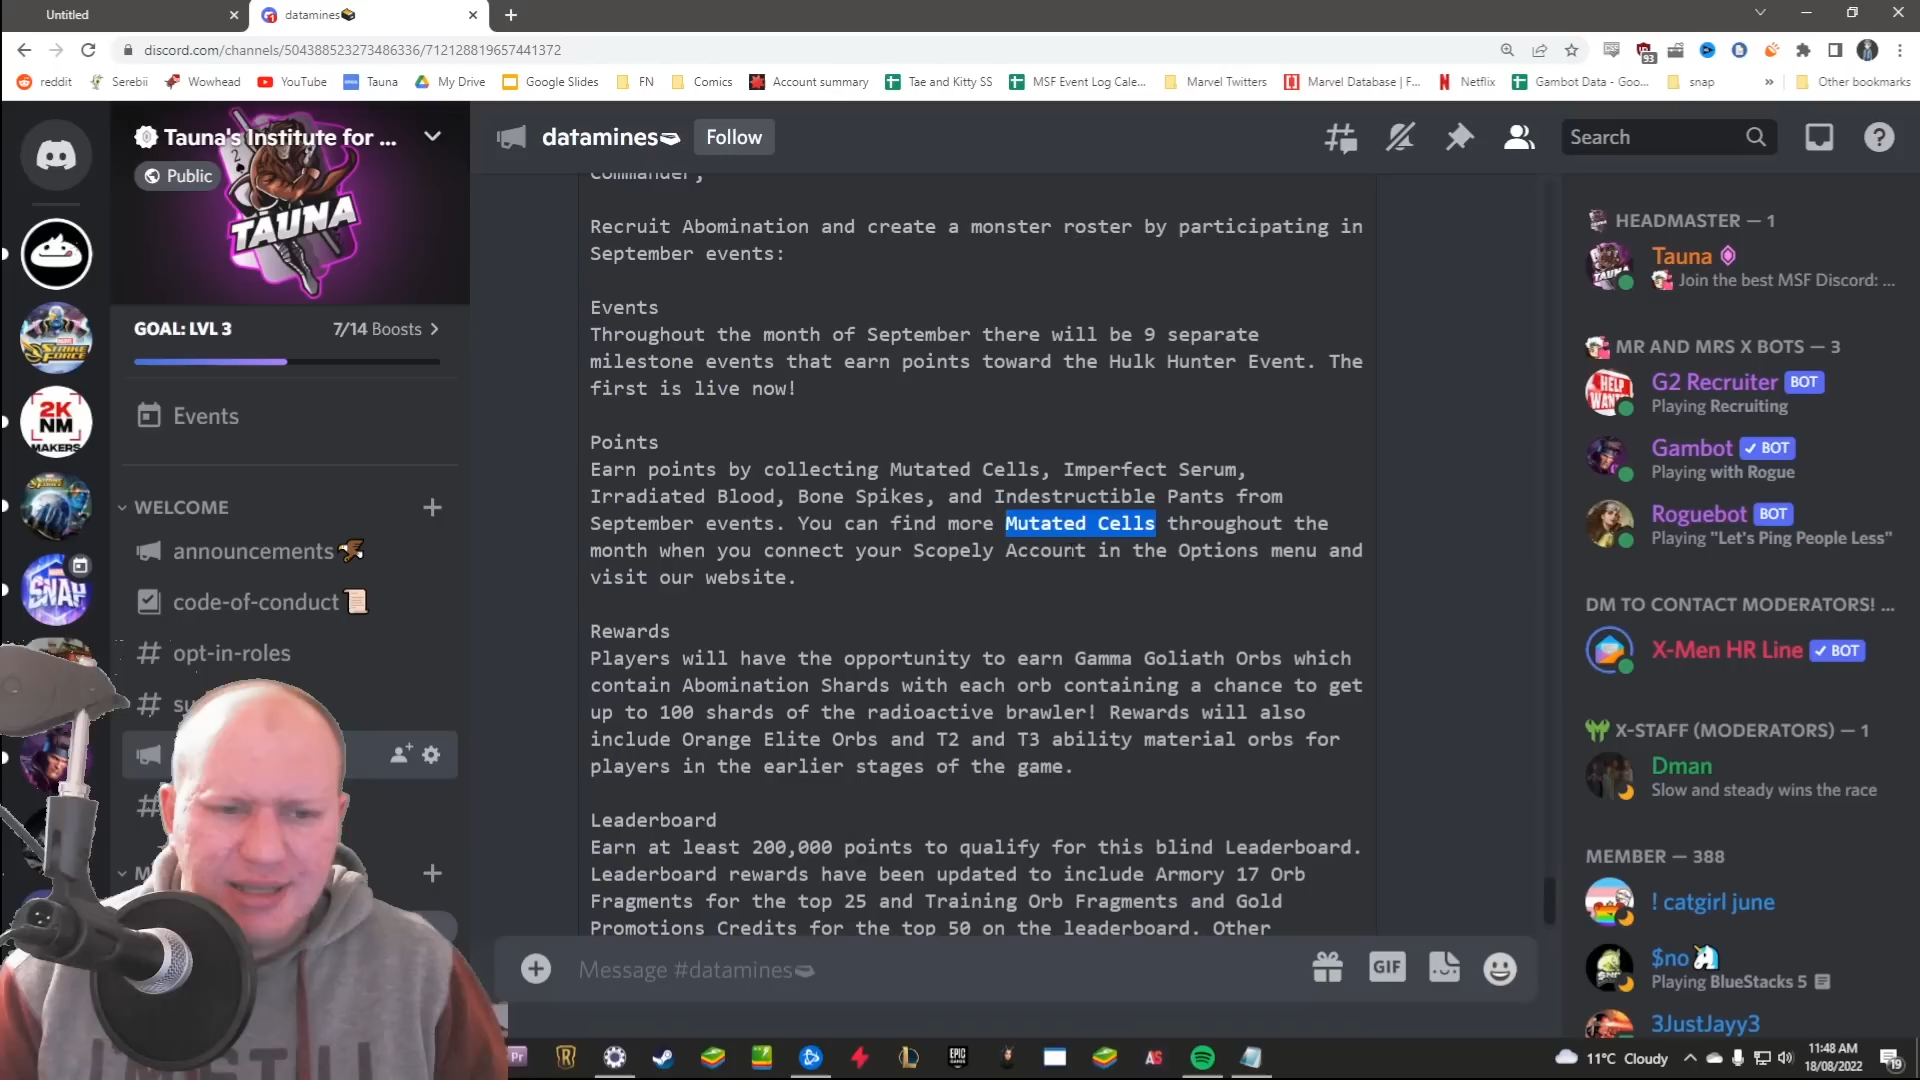 Untitled
datamines
discord.com/channels/504388523273486336/712128819657441372
93
reddit
Serebii
Wowhead
YouTube
Tauna
My Drive
Google Slides
FN
Comics
Account summary
Tae and Kitty SS
MSF Event Log Cale...
Marvel Twitters
Marvel Database | F...
Netflix
Gambot Data - Goo...
snap
»
Other bookmarks
Tauna's Institute for ...
Public
TAUNA
GOAL: LVL 3
7/14 Boosts >
Events
WELCOME
announcements
code-of-conduct
opt-in-roles
STRIKE FORCE
2K NM
MAKERS
SNAP
datamines
Follow
Search
Commander,
Recruit Abomination and create a monster roster by participating in
September events:
Events
Throughout the month of September there will be 9 separate
milestone events that earn points toward the Hulk Hunter Event. The
first is live now!
Points
Earn points by collecting Mutated Cells, Imperfect Serum,
Irradiated Blood, Bone Spikes, and Indestructible Pants from
September events. You can find more Mutated Cells throughout the
month when you connect your Scopely Account in the Options menu and
visit our website.
Rewards
Players will have the opportunity to earn Gamma Goliath Orbs which
contain Abomination Shards with each orb containing a chance to get
up to 100 shards of the radioactive brawler! Rewards will also
include Orange Elite Orbs and T2 and T3 ability material orbs for
players in the earlier stages of the game.
Leaderboard
Earn at least 200,000 points to qualify for this blind Leaderboard.
Leaderboard rewards have been updated to include Armory 17 Orb
Fragments for the top 25 and Training Orb Fragments and Gold
Promotions Credits for the top 50 on the leaderboard. Other
Message #datamines
GIF
HEADMASTER — 1
Tauna
Join the best MSF Discord: ...
MR AND MRS X BOTS — 3
HELP WANTED
G2 Recruiter BOT
Playing Recruiting
Gambot ✓ BOT
Playing with Rogue
Roguebot BOT
Playing "Let's Ping People Less"
DM TO CONTACT MODERATORS! ...
X-Men HR Line ✓ BOT
X-STAFF (MODERATORS) — 1
Dman
Slow and steady wins the race
MEMBER — 388
! catgirl june
$no
Playing BlueStacks 5
3JustJayy3
Pr
EPIC GAMES
AS
11°C Cloudy
11:48 AM
18/08/2022
19